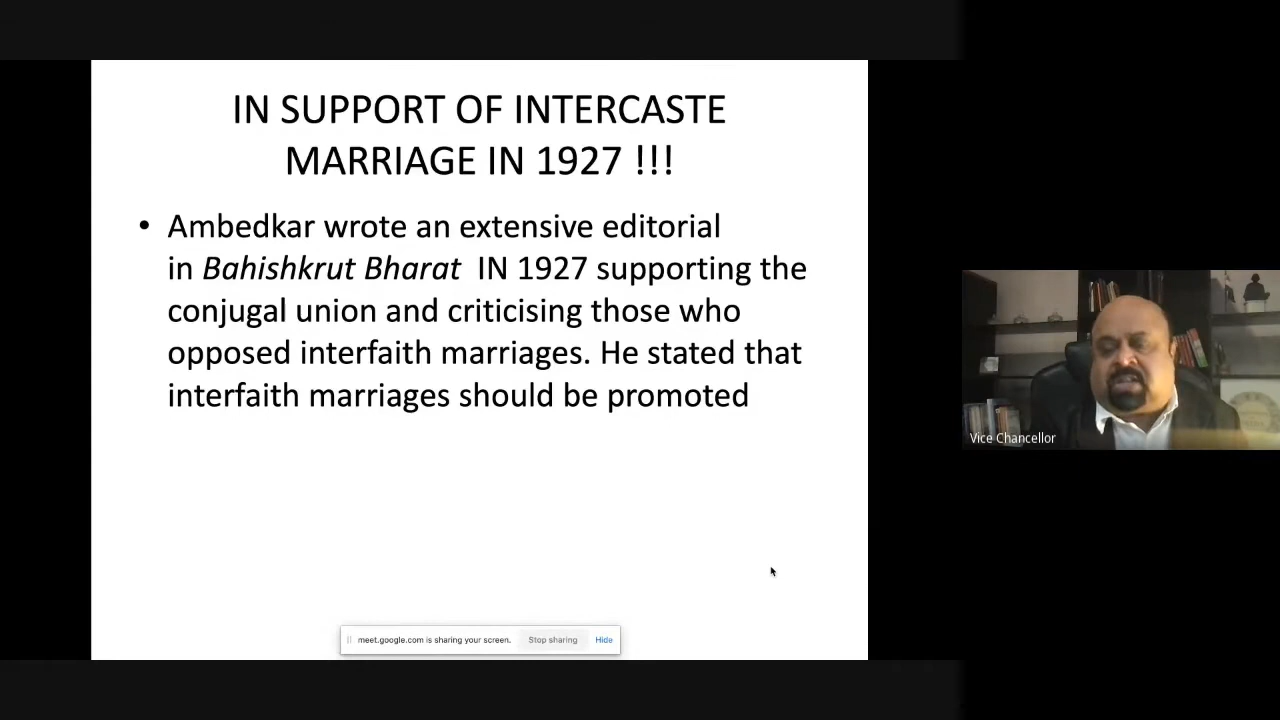 IN SUPPORT OF INTERCASTE
MARRIAGE IN 1927 !!!
• Ambedkar wrote an extensive editorial
in Bahishkrut Bharat IN 1927 supporting the
conjugal union and criticising those who
opposed interfaith marriages. He stated that
interfaith marriages should be promoted
Vice Chancellor
meet.google.com is sharing your screen. Stop sharing Hide